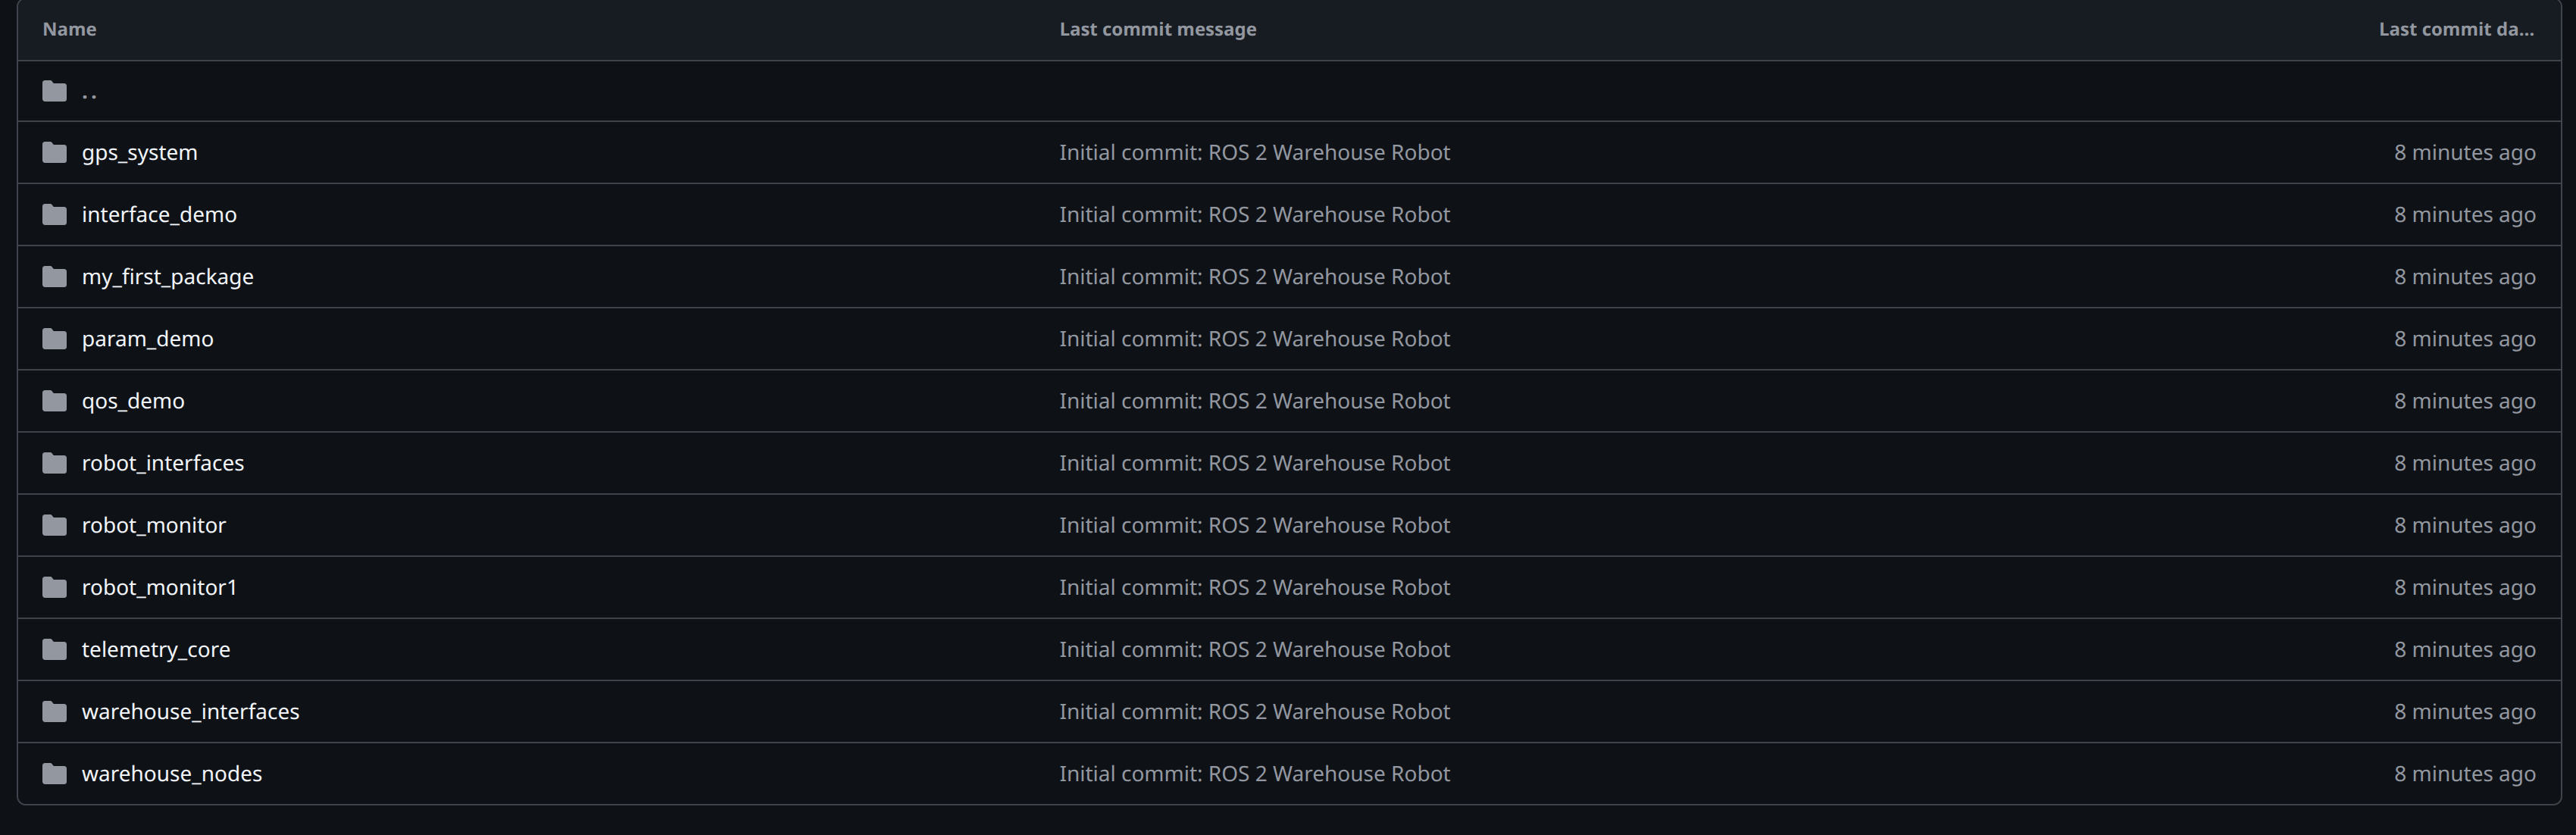 Name Last commit message Last commit da...
..
gps_system Initial commit: ROS 2 Warehouse Robot 8 minutes ago
interface_demo Initial commit: ROS 2 Warehouse Robot 8 minutes ago
my_first_package Initial commit: ROS 2 Warehouse Robot 8 minutes ago
param_demo Initial commit: ROS 2 Warehouse Robot 8 minutes ago
qos_demo Initial commit: ROS 2 Warehouse Robot 8 minutes ago
robot_interfaces Initial commit: ROS 2 Warehouse Robot 8 minutes ago
robot_monitor Initial commit: ROS 2 Warehouse Robot 8 minutes ago
robot_monitor1 Initial commit: ROS 2 Warehouse Robot 8 minutes ago
telemetry_core Initial commit: ROS 2 Warehouse Robot 8 minutes ago
warehouse_interfaces Initial commit: ROS 2 Warehouse Robot 8 minutes ago
warehouse_nodes Initial commit: ROS 2 Warehouse Robot 8 minutes ago